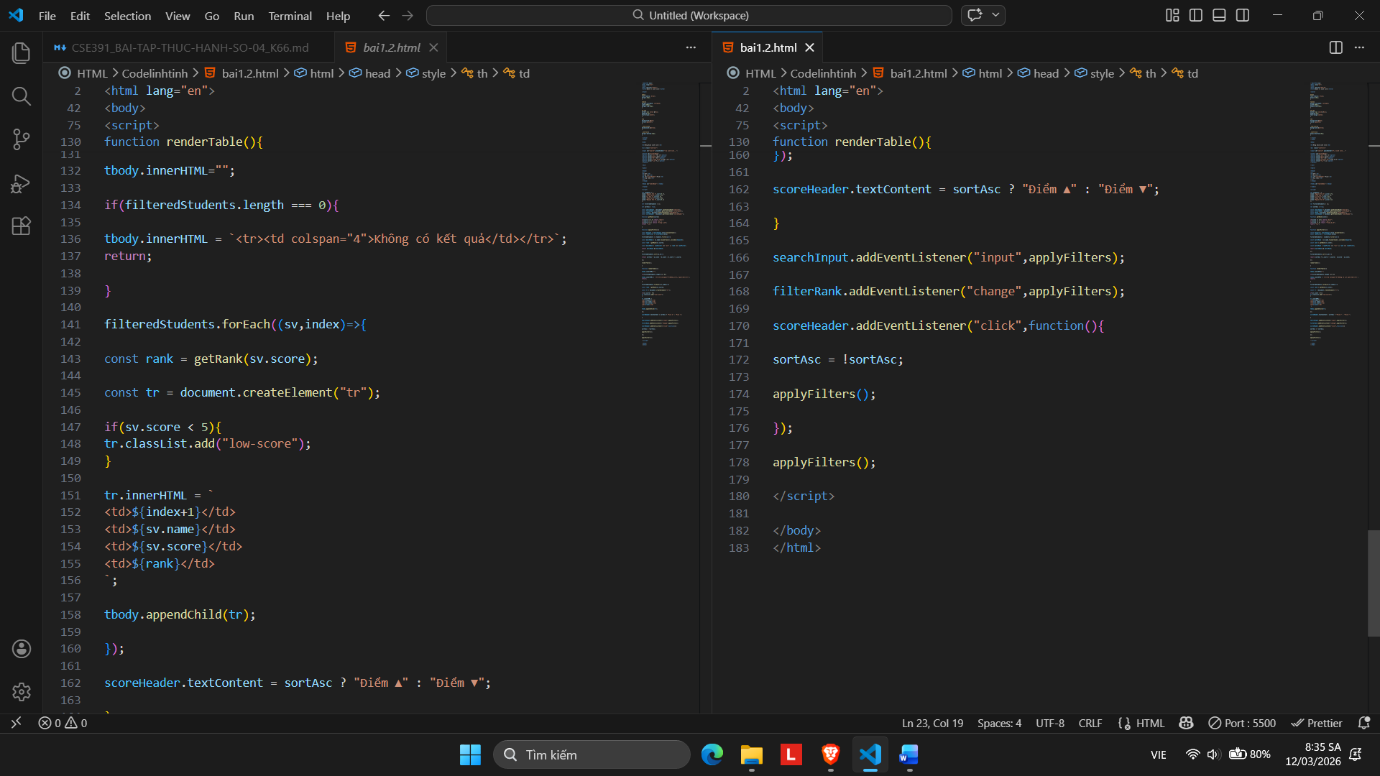 File Edit Selection View Go Run Terminal Help
Untitled (Workspace)
CSE391_BAI-TAP-THUC-HANH-SO-04_K66.md
bai1.2.html
HTML > Codelinhtinh > bai1.2.html > html > head > style > th > td
2 <html lang="en">
42 <body>
75 <script>
130 function renderTable(){
131
132 tbody.innerHTML="";
133
134 if(filteredStudents.length === 0){
135
136 tbody.innerHTML = `<tr><td colspan="4">Không có kết quả</td></tr>`;
137 return;
138
139 }
140
141 filteredStudents.forEach((sv,index)=>{
142
143 const rank = getRank(sv.score);
144
145 const tr = document.createElement("tr");
146
147 if(sv.score < 5){
148 tr.classList.add("low-score");
149 }
150
151 tr.innerHTML = `
152 <td>${index+1}</td>
153 <td>${sv.name}</td>
154 <td>${sv.score}</td>
155 <td>${rank}</td>
156 `;
157
158 tbody.appendChild(tr);
159
160 });
161
162 scoreHeader.textContent = sortAsc ? "Điểm ▲" : "Điểm ▼";
163
bai1.2.html
HTML > Codelinhtinh > bai1.2.html > html > head > style > th > td
2 <html lang="en">
42 <body>
75 <script>
130 function renderTable(){
160 });
161
162 scoreHeader.textContent = sortAsc ? "Điểm ▲" : "Điểm ▼";
163
164 }
165
166 searchInput.addEventListener("input",applyFilters);
167
168 filterRank.addEventListener("change",applyFilters);
169
170 scoreHeader.addEventListener("click",function(){
171
172 sortAsc = !sortAsc;
173
174 applyFilters();
175
176 });
177
178 applyFilters();
179
180 </script>
181
182 </body>
183 </html>
0 0 Ln 23, Col 19 Spaces: 4 UTF-8 CRLF HTML Port : 5500 Prettier
Tìm kiếm
L
W
VIE
80%
8:35 SA
12/03/2026